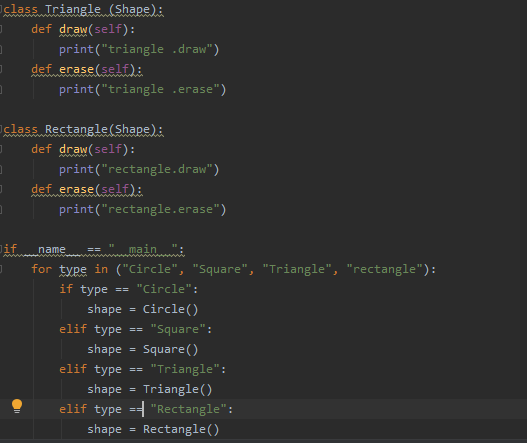 class Triangle (Shape):
    def draw(self):
        print("triangle .draw")
    def erase(self):
        print("triangle .erase")
class Rectangle(Shape):
    def draw(self):
        print("rectangle.draw")
    def erase(self):
        print("rectangle.erase")
if __name__ == "__main__":
    for type in ("Circle", "Square", "Triangle", "rectangle"):
        if type == "Circle":
            shape = Circle()
        elif type == "Square":
            shape = Square()
        elif type == "Triangle":
            shape = Triangle()
        elif type == "Rectangle":
            shape = Rectangle()